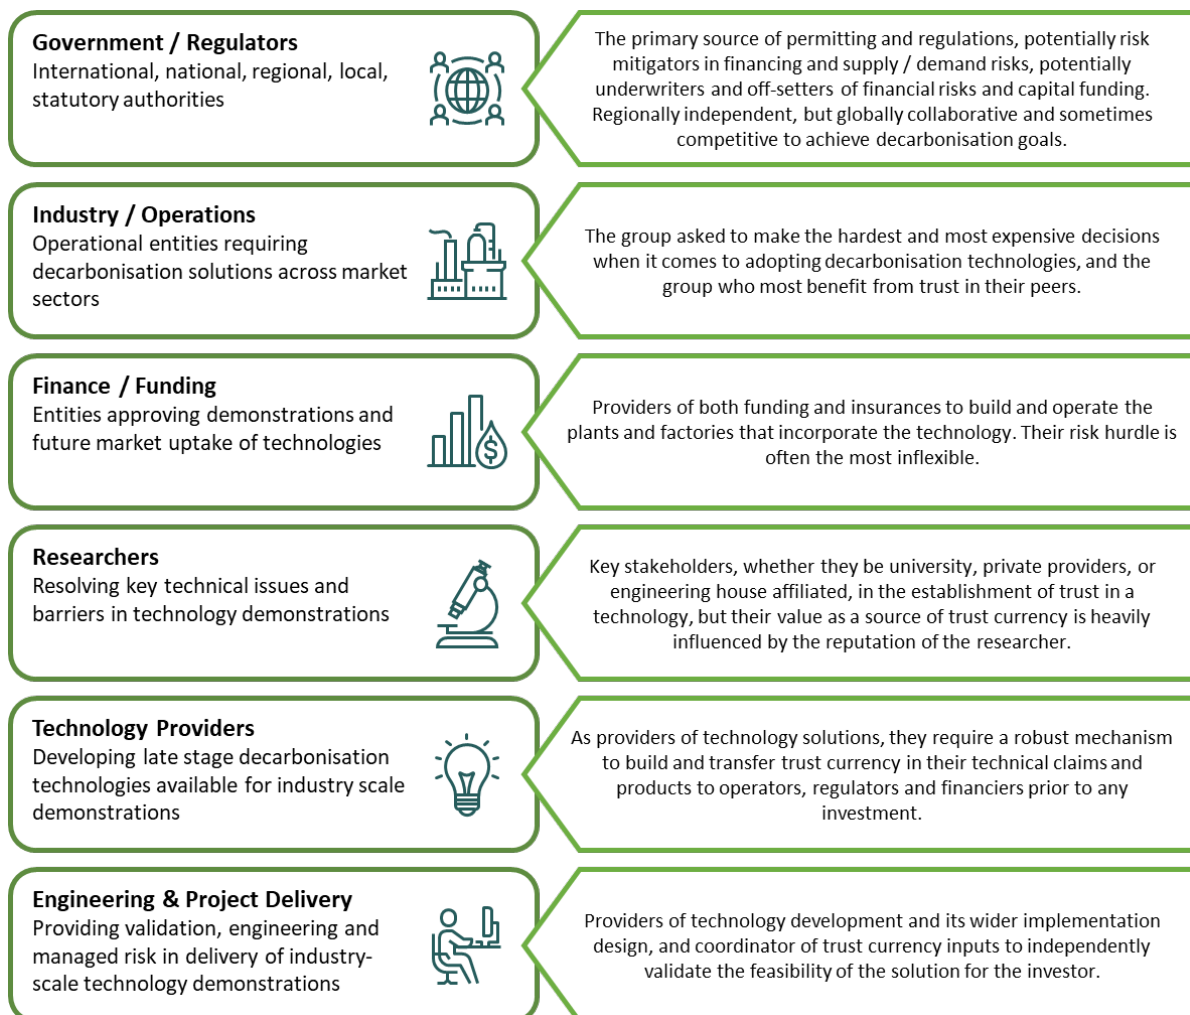 Government / Regulators
International, national, regional, local,
statutory authorities
The primary source of permitting and regulations, potentially risk
mitigators in financing and supply / demand risks, potentially
underwriters and off-setters of financial risks and capital funding.
Regionally independent, but globally collaborative and sometimes
competitive to achieve decarbonisation goals.
Industry / Operations
Operational entities requiring
decarbonisation solutions across market
sectors
The group asked to make the hardest and most expensive decisions
when it comes to adopting decarbonisation technologies, and the
group who most benefit from trust in their peers.
Finance / Funding
Entities approving demonstrations and
future market uptake of technologies
$
Providers of both funding and insurances to build and operate the
plants and factories that incorporate the technology. Their risk hurdle is
often the most inflexible.
Researchers
Resolving key technical issues and
barriers in technology demonstrations
Key stakeholders, whether they be university, private providers, or
engineering house affiliated, in the establishment of trust in a
technology, but their value as a source of trust currency is heavily
influenced by the reputation of the researcher.
Technology Providers
Developing late stage decarbonisation
technologies available for industry scale
demonstrations
As providers of technology solutions, they require a robust mechanism
to build and transfer trust currency in their technical claims and
products to operators, regulators and financiers prior to any
investment.
Engineering & Project Delivery
Providing validation, engineering and
managed risk in delivery of industry-
scale technology demonstrations
Providers of technology development and its wider implementation
design, and coordinator of trust currency inputs to independently
validate the feasibility of the solution for the investor.